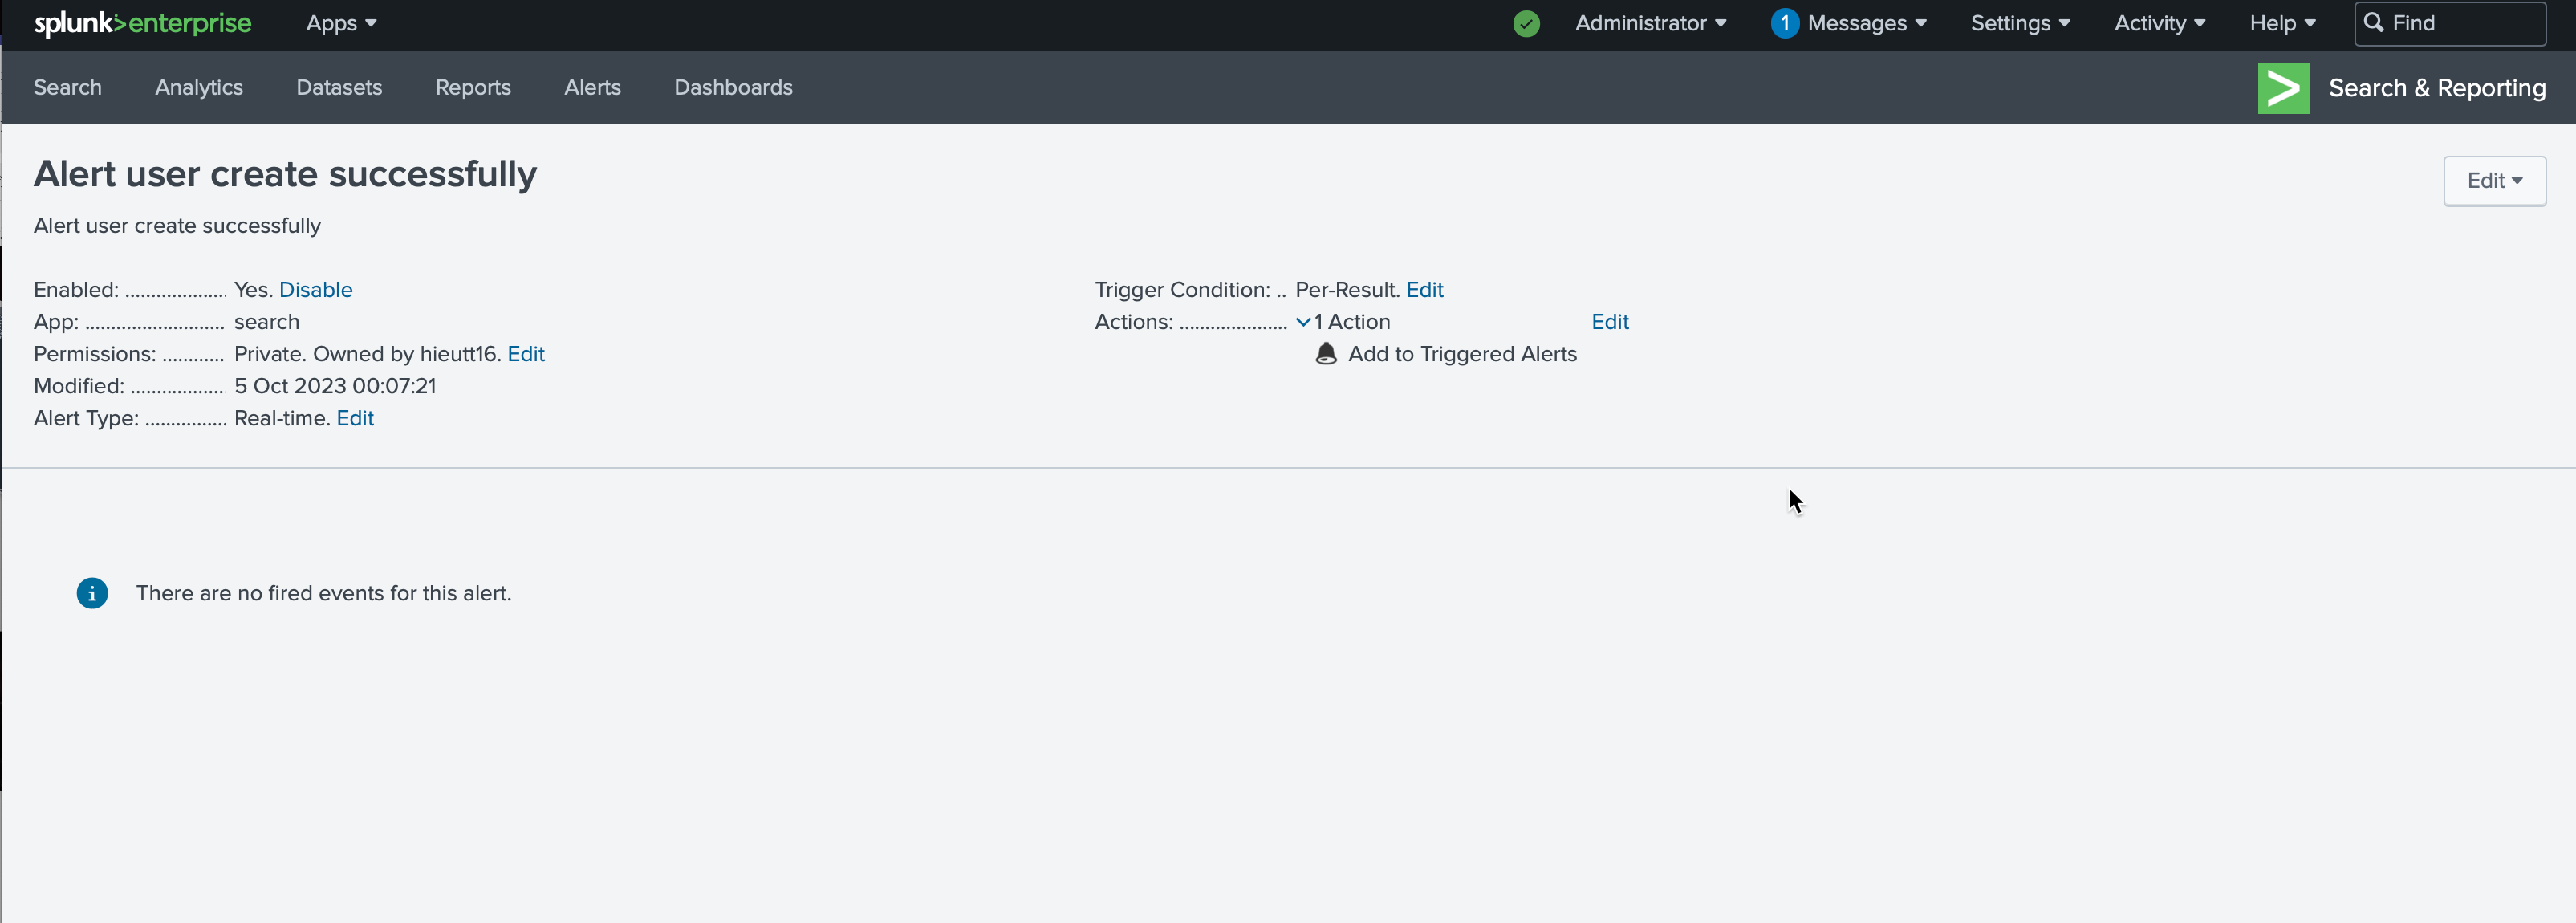 splunk>enterprise Apps Administrator 1 Messages Settings Activity Help Find
Search Analytics Datasets Reports Alerts Dashboards Search & Reporting
Alert user create successfully
Edit
Alert user create successfully
Enabled: .................... Yes. Disable
App: ........................... search
Permissions: ............. Private. Owned by hieutt16. Edit
Modified: ................... 5 Oct 2023 00:07:21
Alert Type: ................ Real-time. Edit
Trigger Condition: .. Per-Result. Edit
Actions: ..................... 1 Action Edit
Add to Triggered Alerts
There are no fired events for this alert.